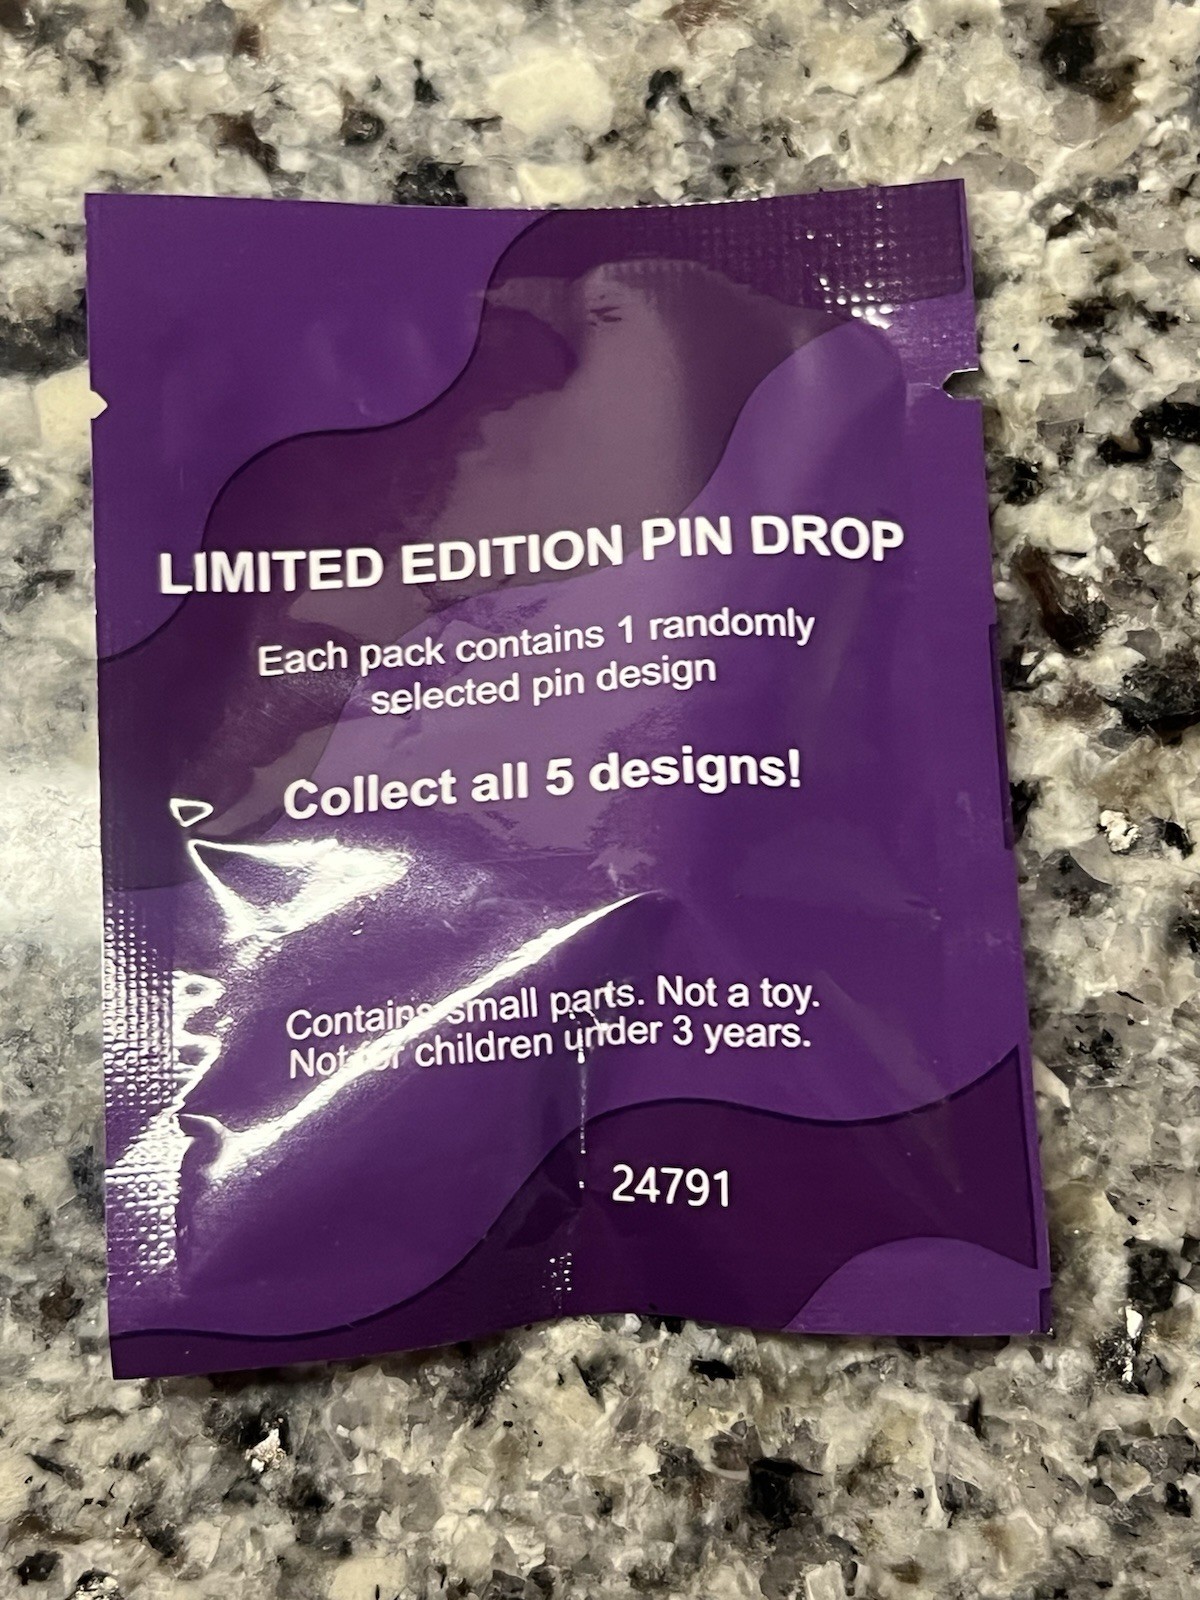 LIMITED EDITION PIN DROP
Each pack contains 1 randomly
selected pin design
Collect all 5 designs!
Contains small parts. Not a toy.
Not for children under 3 years.
24791